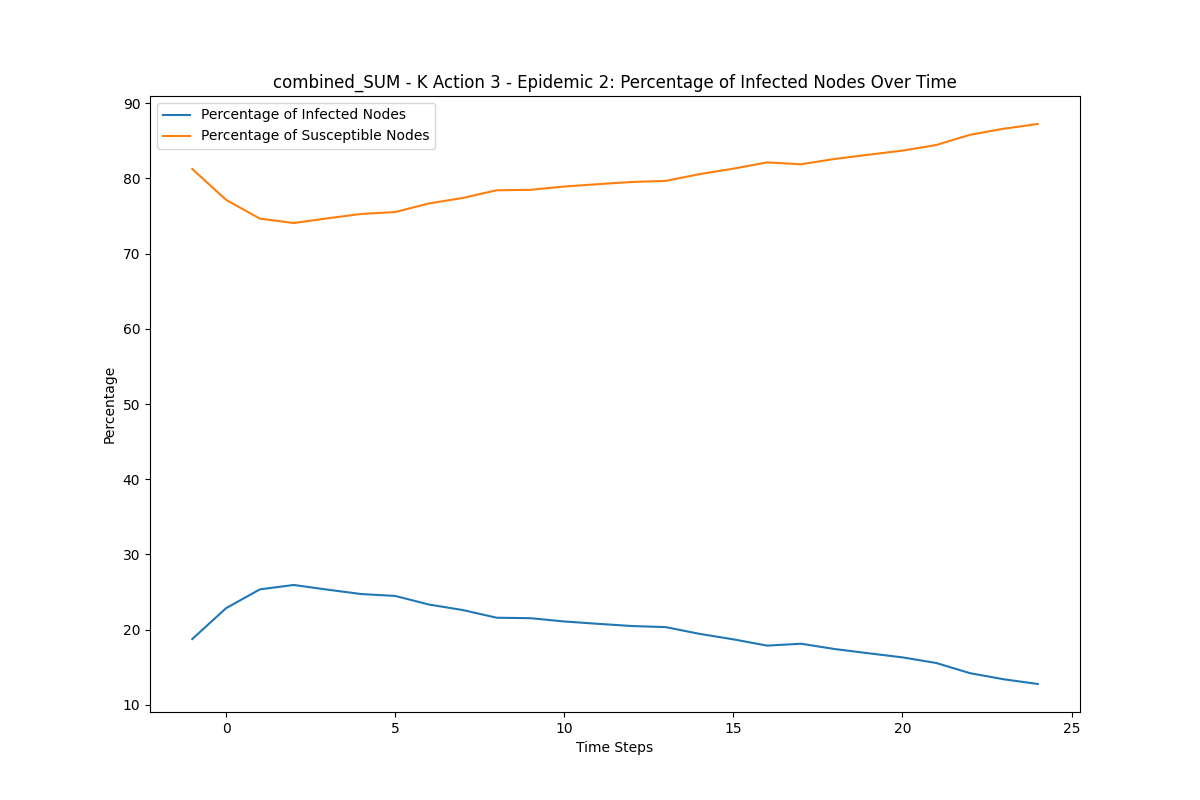 combined_SUM - K Action 3 - Epidemic 2: Percentage of Infected Nodes Over Time
Percentage of Infected Nodes
Percentage of Susceptible Nodes
90
80
70
60
50
40
30
20
10
Percentage
0 5 10 15 20 25
Time Steps